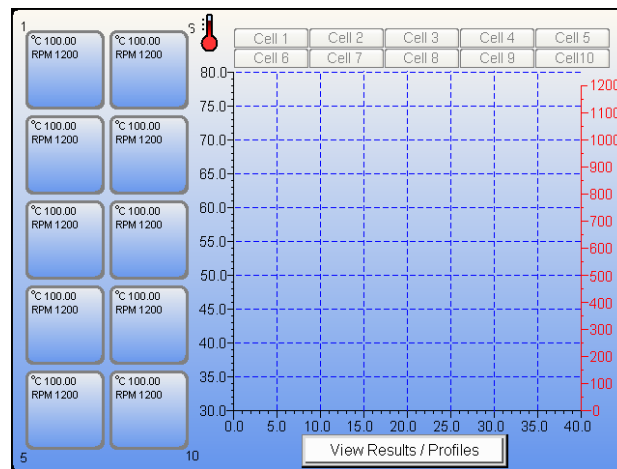 1
S
°C 100.00
RPM 1200
°C 100.00
RPM 1200
°C 100.00
RPM 1200
°C 100.00
RPM 1200
°C 100.00
RPM 1200
°C 100.00
RPM 1200
°C 100.00
RPM 1200
°C 100.00
RPM 1200
°C 100.00
RPM 1200
°C 100.00
RPM 1200
5
10
Cell 1 Cell 2 Cell 3 Cell 4 Cell 5
Cell 6 Cell 7 Cell 8 Cell 9 Cell10
80.0
75.0
70.0
65.0
60.0
55.0
50.0
45.0
40.0
35.0
30.0
1200
1100
1000
900
800
700
600
500
400
300
200
100
0
0.0 5.0 10.0 15.0 20.0 25.0 30.0 35.0 40.0
View Results / Profiles